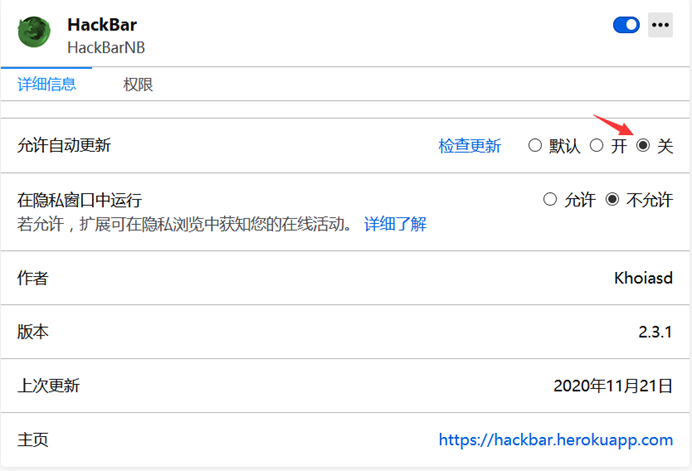 HackBar
HackBarNB
详细信息 权限
允许自动更新 检查更新 默认 开 关
在隐私窗口中运行 允许 不允许
若允许，扩展可在隐私浏览中获知您的在线活动。 详细了解
作者 Khoiasd
版本 2.3.1
上次更新 2020年11月21日
主页 https://hackbar.herokuapp.com